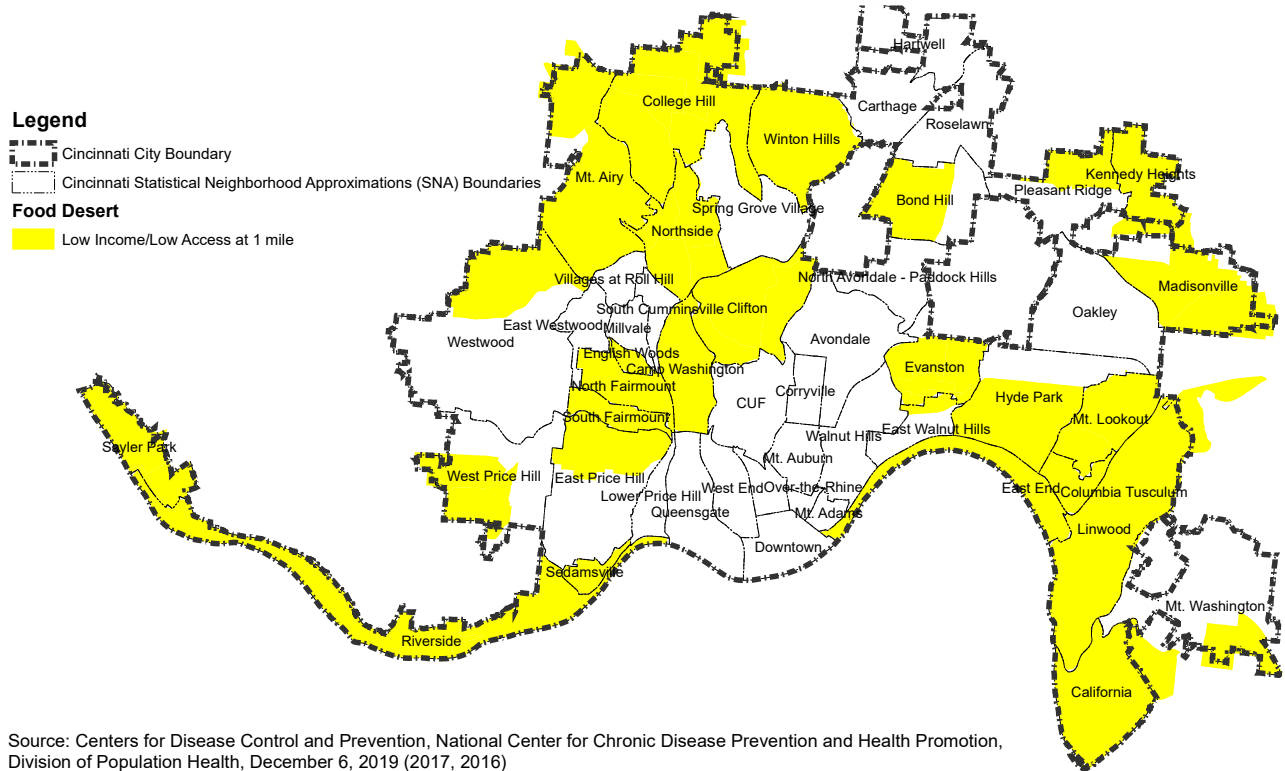 Legend
Cincinnati City Boundary
Cincinnati Statistical Neighborhood Approximations (SNA) Boundaries
Food Desert
Low Income/Low Access at 1 mile
Hartwell
College Hill
Carthage
Roselawn
Winton Hills
Mt. Airy
Kennedy Heights
Pleasant Ridge
Bond Hill
Spring Grove Village
Northside
Villages at Roll Hill
North Avondale - Paddock Hills
Madisonville
South Cumminsville
Clifton
Oakley
East Westwood
Millvale
Westwood
Avondale
English Woods
Camp Washington
Evanston
North Fairmount
Corryville
Hyde Park
CUF
South Fairmount
Mt. Lookout
East Walnut Hills
Walnut Hills
Sayler Park
Mt. Auburn
West Price Hill
East Price Hill
West End
Over-the-Rhine
East End
Columbia Tusculum
Lower Price Hill
Queensgate
Mt. Adams
Linwood
Downtown
Sedamsville
Mt. Washington
Riverside
California
Source: Centers for Disease Control and Prevention, National Center for Chronic Disease Prevention and Health Promotion,
Division of Population Health, December 6, 2019 (2017, 2016)